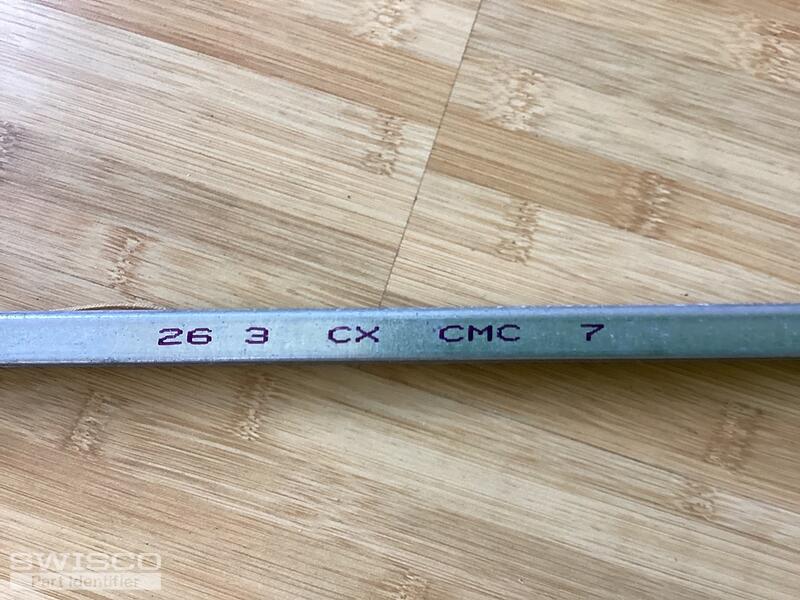 26 3 CX CMC 7
SWISCO
Part Identifier